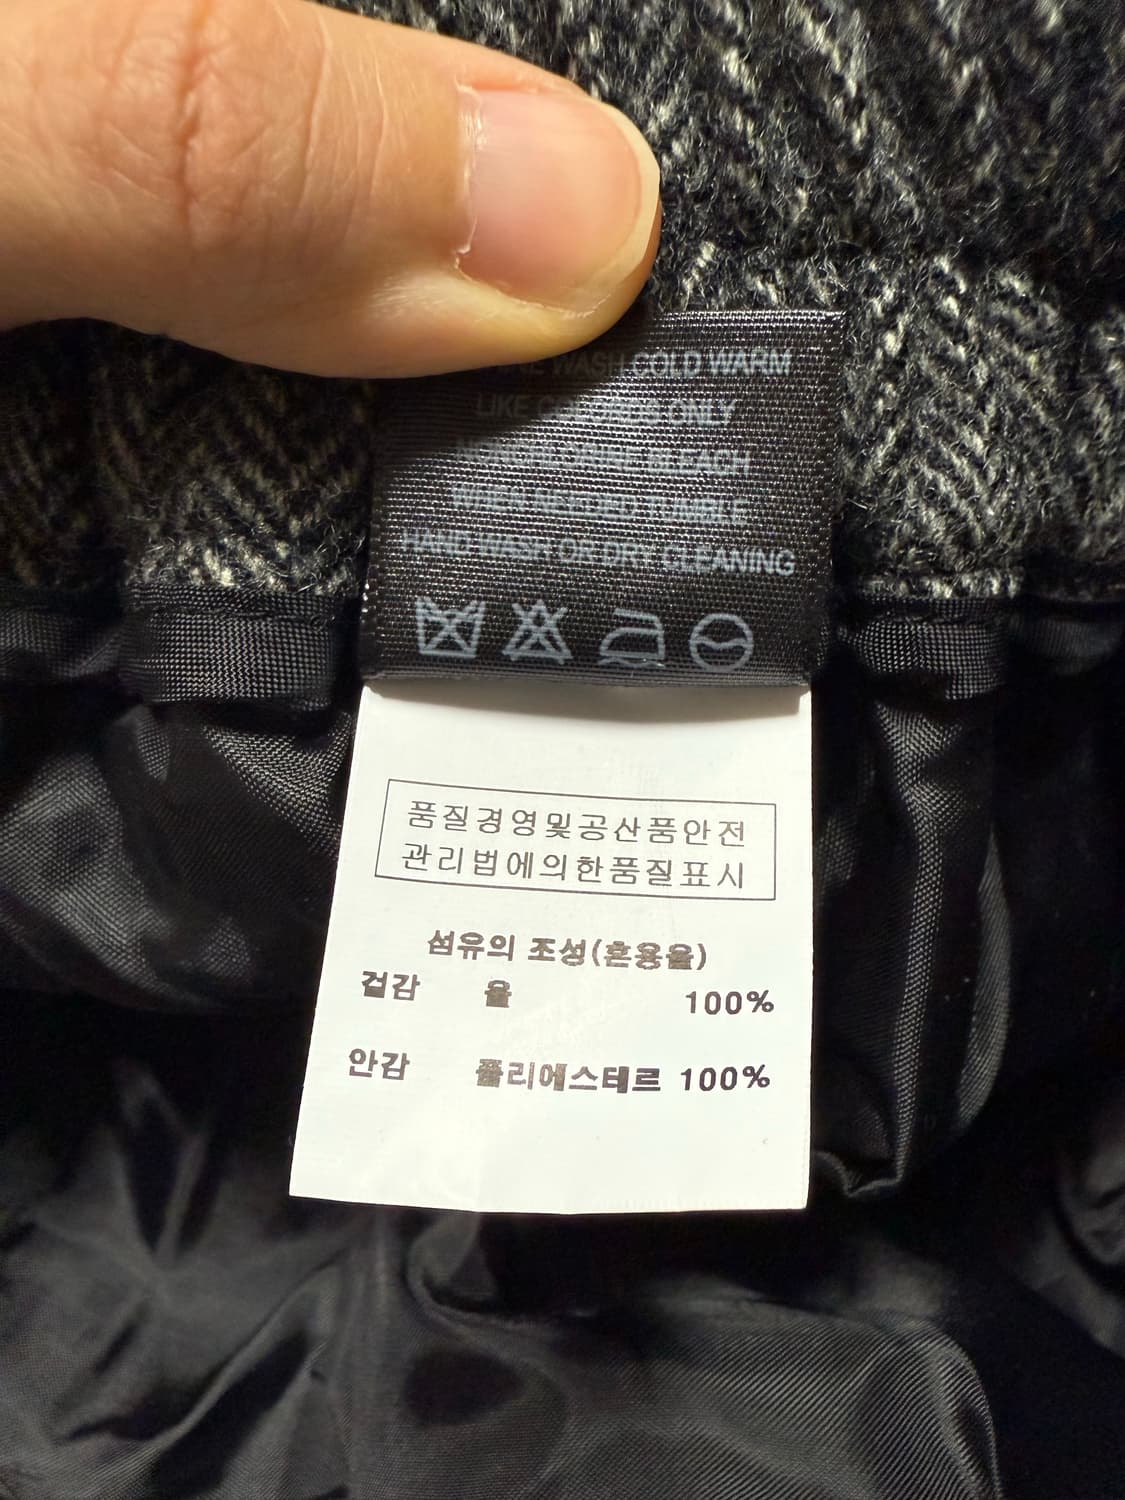 WASH COLD WARM
LIKE COLORS ONLY
BLEACH
WHEN NEEDED TUMBLE
HAND WASH OR DRY CLEANING
품질경영및공산품안전
관리법에의한품질표시
섬유의 조성(혼용율)
겉감 울 100%
안감 폴리에스테르 100%